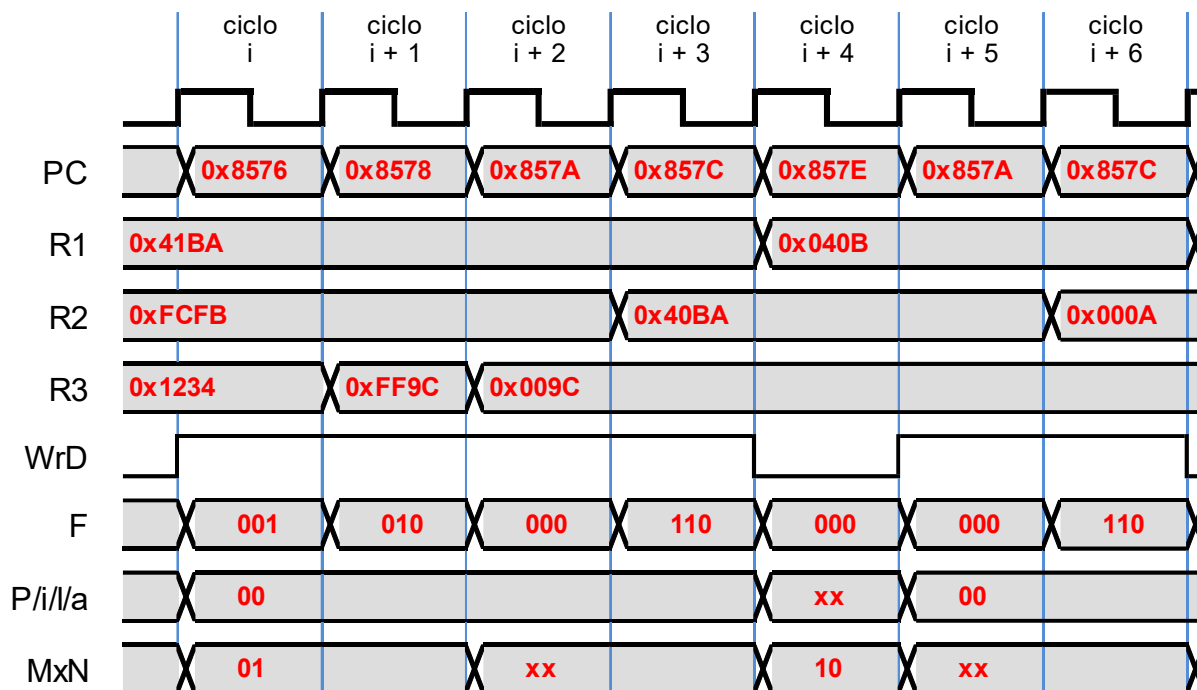 ciclo ciclo ciclo ciclo ciclo ciclo ciclo
i i + 1 i + 2 i + 3 i + 4 i + 5 i + 6
PC 0x8576 0x8578 0x857A 0x857C 0x857E 0x857A 0x857C
R1 0x41BA 0x040B
R2 0xFCFB 0x40BA 0x000A
R3 0x1234 0xFF9C 0x009C
WrD
F 001 010 000 110 000 000 110
P/i/l/a 00 xx 00
MxN 01 xx 10 xx